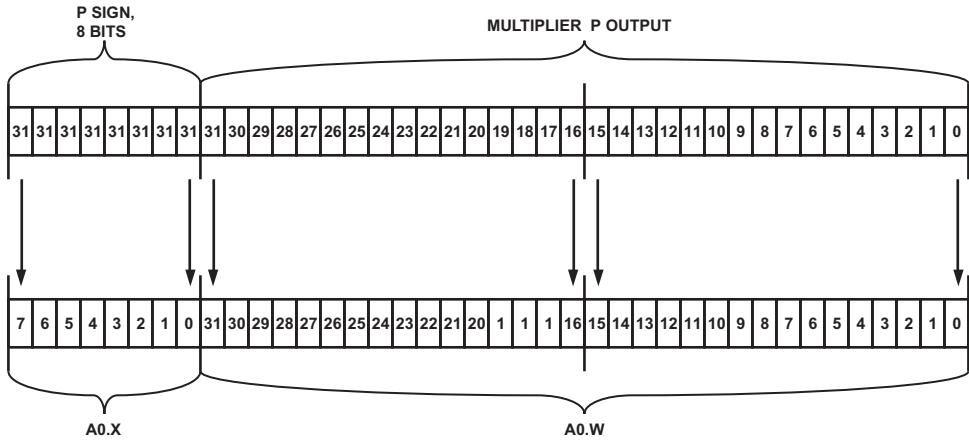 P SIGN,
8 BITS
MULTIPLIER P OUTPUT
31 31 31 31 31 31 31 31 31 30 29 28 27 26 25 24 23 22 21 20 19 18 17 16 15 14 13 12 11 10 9 8 7 6 5 4 3 2 1 0
7 6 5 4 3 2 1 0 31 30 29 28 27 26 25 24 23 22 21 20 1 1 1 16 15 14 13 12 11 10 9 8 7 6 5 4 3 2 1 0
A0.X A0.W